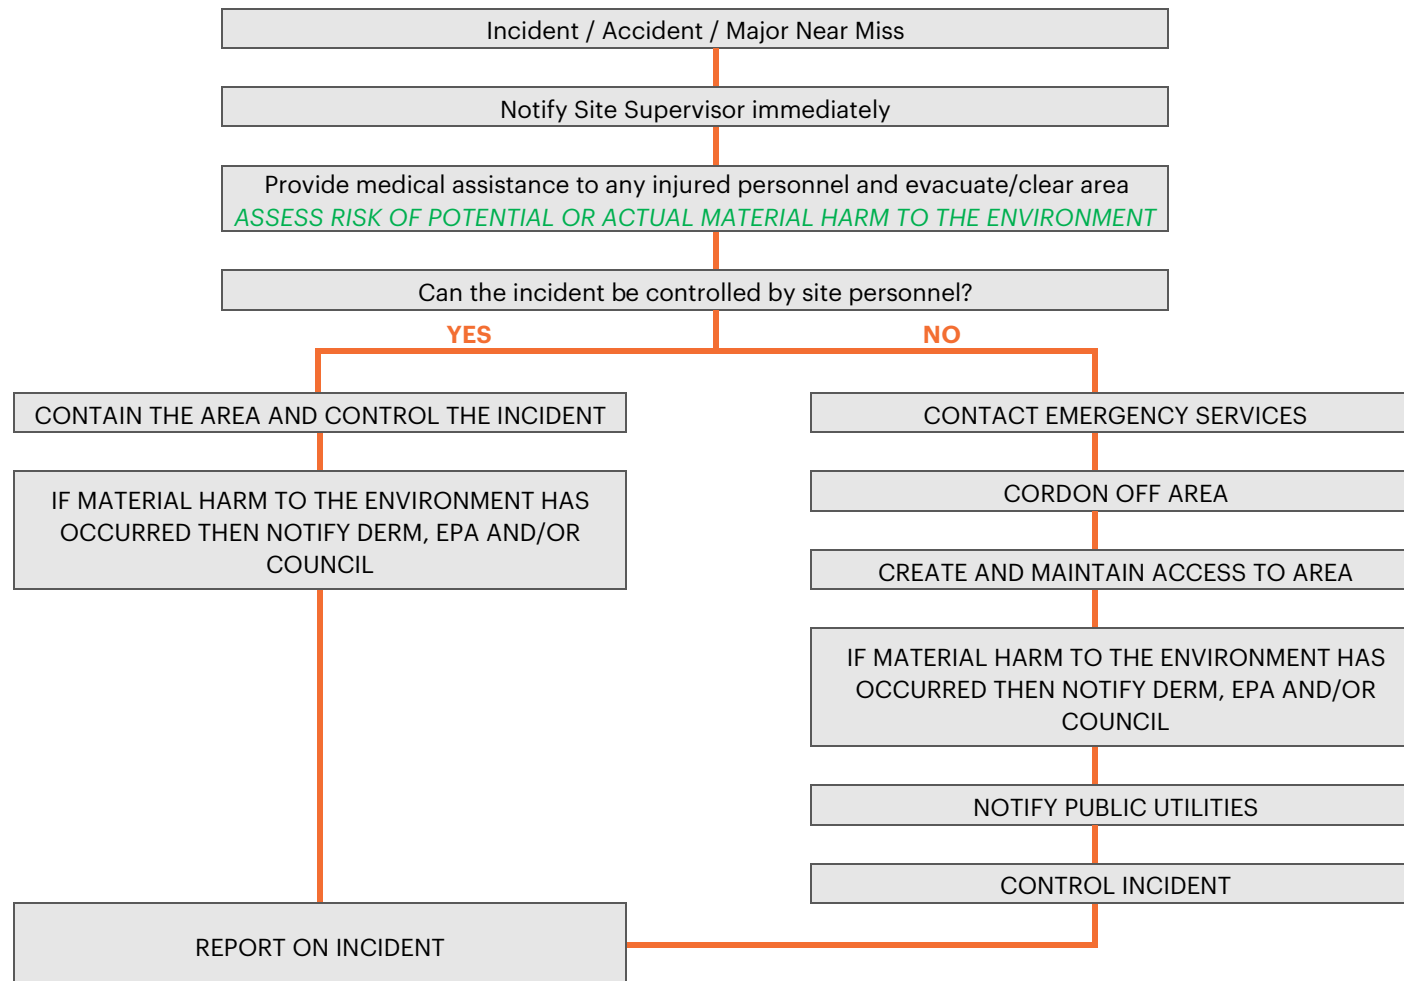 Incident / Accident / Major Near Miss
Notify Site Supervisor immediately
Provide medical assistance to any injured personnel and evacuate/clear area
ASSESS RISK OF POTENTIAL OR ACTUAL MATERIAL HARM TO THE ENVIRONMENT
Can the incident be controlled by site personnel?
YES
NO
CONTAIN THE AREA AND CONTROL THE INCIDENT
IF MATERIAL HARM TO THE ENVIRONMENT HAS
OCCURRED THEN NOTIFY DERM, EPA AND/OR
COUNCIL
CONTACT EMERGENCY SERVICES
CORDON OFF AREA
CREATE AND MAINTAIN ACCESS TO AREA
IF MATERIAL HARM TO THE ENVIRONMENT HAS
OCCURRED THEN NOTIFY DERM, EPA AND/OR
COUNCIL
NOTIFY PUBLIC UTILITIES
CONTROL INCIDENT
REPORT ON INCIDENT